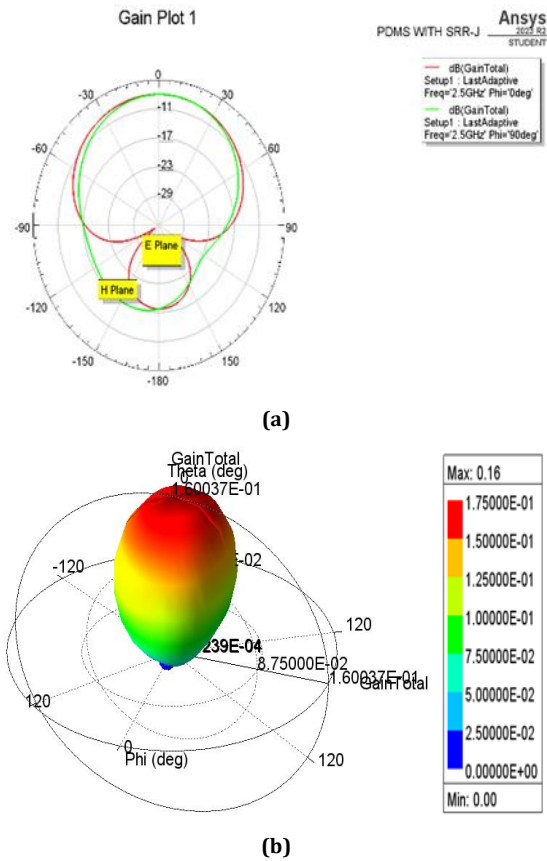 Gain Plot 1
PDMS WITH SRR-J
Ansys
2023 R2
STUDENT
dB(GainTotal)
Setup1 : LastAdaptive
Freq='2.5GHz' Phi='0deg'
dB(GainTotal)
Setup1 : LastAdaptive
Freq='2.5GHz' Phi='90deg'
0
-30
30
-11
-17
-60
60
-23
-29
-90
90
E Plane
H Plane
-120
120
-150
150
-180
(a)
GainTotal
Theta (deg)
0
1.60037E-01
-120
E-02
120
239E-04
8.75000E-02
1.60037E-01
GainTotal
120
0
120
Phi (deg)
Max: 0.16
1.75000E-01
1.50000E-01
1.25000E-01
1.00000E-01
7.50000E-02
5.00000E-02
2.50000E-02
0.00000E+00
Min: 0.00
(b)